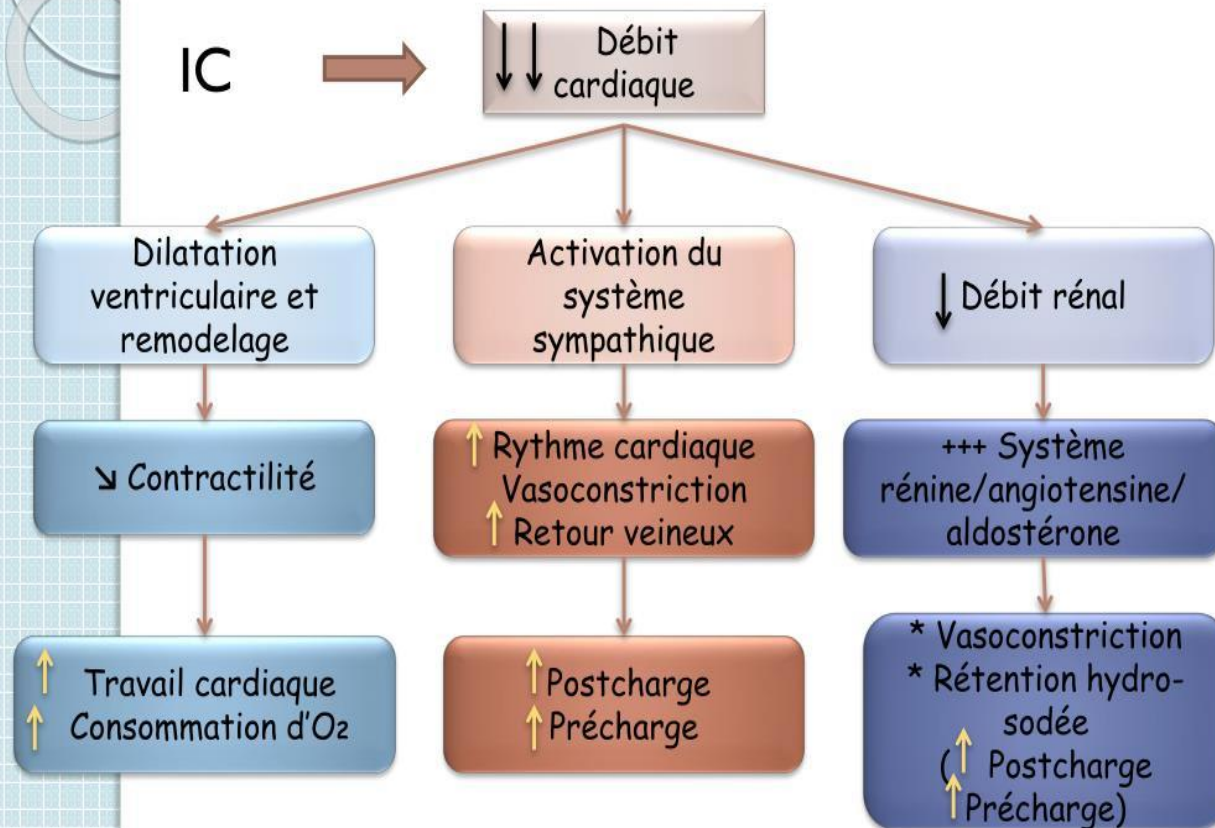 IC
↓↓ Débit
cardiaque
Dilatation
ventriculaire et
remodelage
Activation du
système
sympathique
↓ Débit rénal
↘ Contractilité
↑ Rythme cardiaque
Vasoconstriction
↑ Retour veineux
+++ Système
rénine/angiotensine/
aldostérone
↑ Travail cardiaque
↑ Consommation d'O₂
↑ Postcharge
↑ Précharge
* Vasoconstriction
* Rétention hydro-
sodée
(↑ Postcharge
↑ Précharge)